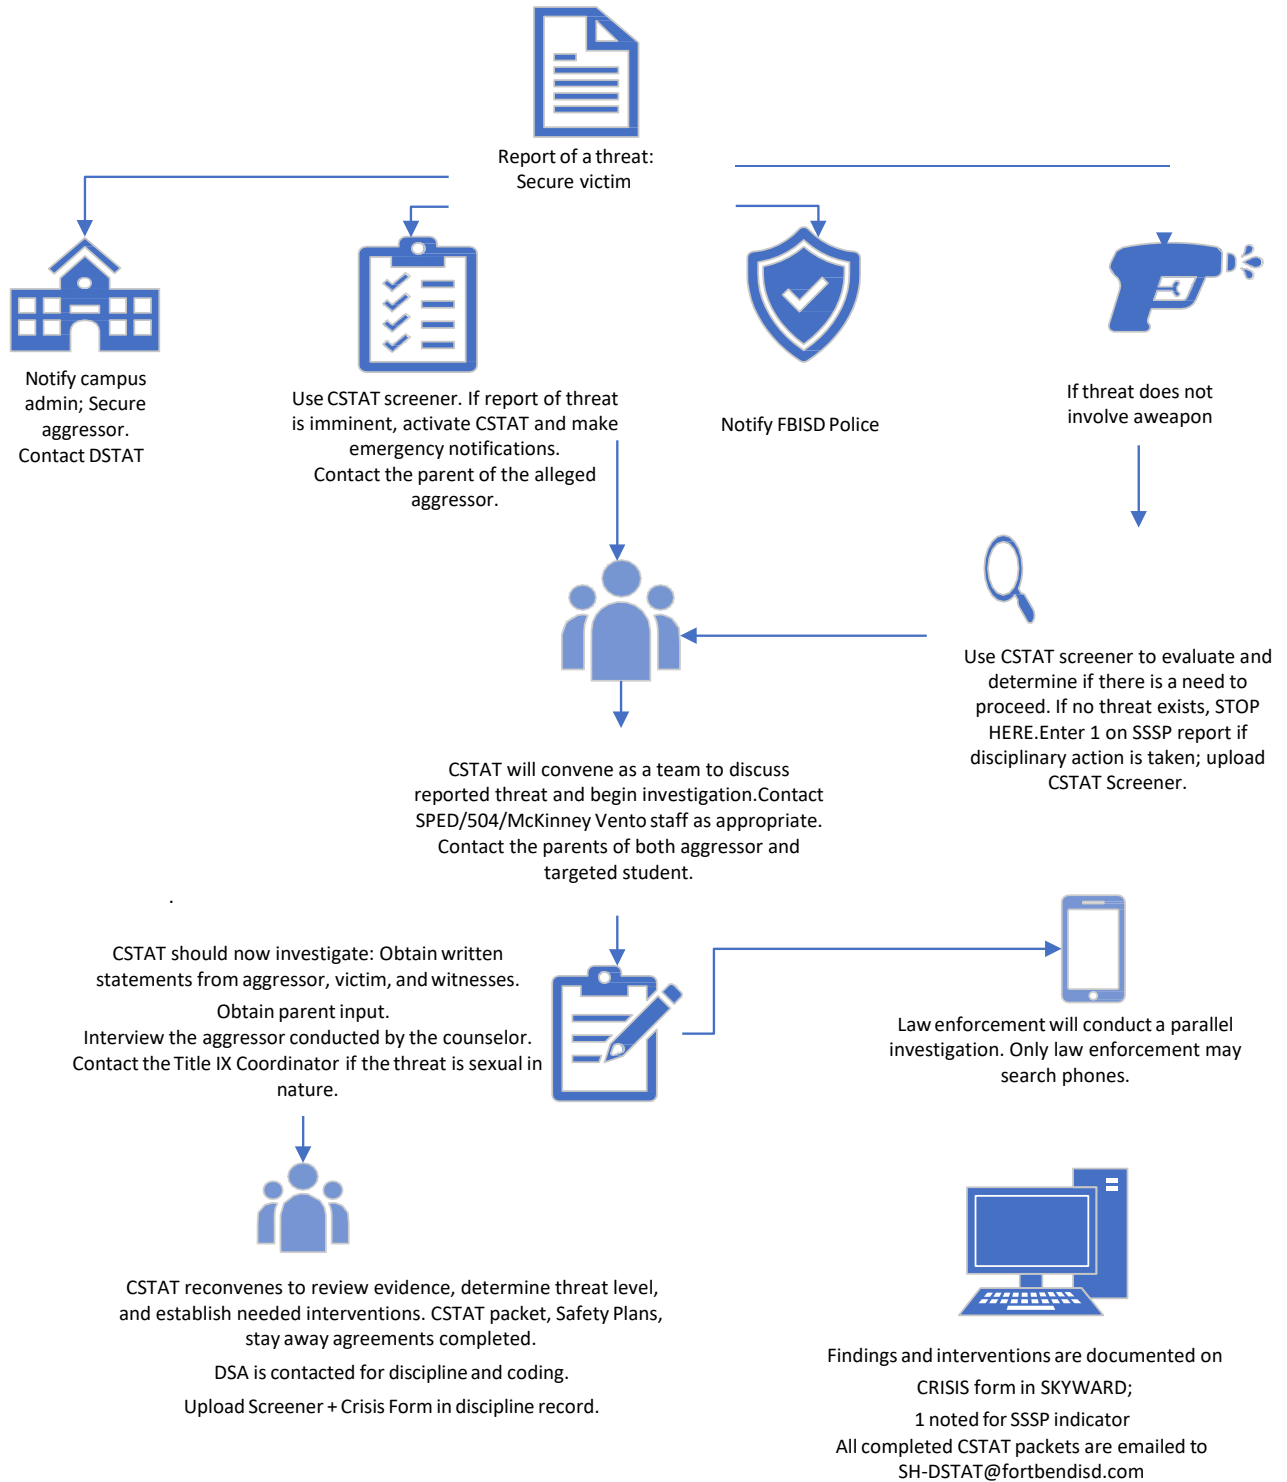 Report of a threat:
Secure victim
Notify campus
admin; Secure
aggressor.
Contact DSTAT
Use CSTAT screener. If report of threat
is imminent, activate CSTAT and make
emergency notifications.
Contact the parent of the alleged
aggressor.
Notify FBISD Police
If threat does not
involve aweapon
Use CSTAT screener to evaluate and
determine if there is a need to
proceed. If no threat exists, STOP
HERE.Enter 1 on SSSP report if
disciplinary action is taken; upload
CSTAT Screener.
CSTAT will convene as a team to discuss
reported threat and begin investigation.Contact
SPED/504/McKinney Vento staff as appropriate.
Contact the parents of both aggressor and
targeted student.
.
CSTAT should now investigate: Obtain written
statements from aggressor, victim, and witnesses.
Obtain parent input.
Interview the aggressor conducted by the counselor.
Contact the Title IX Coordinator if the threat is sexual in
nature.
Law enforcement will conduct a parallel
investigation. Only law enforcement may
search phones.
CSTAT reconvenes to review evidence, determine threat level,
and establish needed interventions. CSTAT packet, Safety Plans,
stay away agreements completed.
DSA is contacted for discipline and coding.
Upload Screener + Crisis Form in discipline record.
Findings and interventions are documented on
CRISIS form in SKYWARD;
1 noted for SSSP indicator
All completed CSTAT packets are emailed to
SH-DSTAT@fortbendisd.com